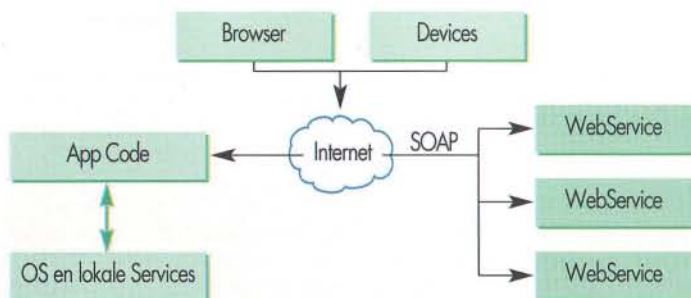 Browser
Devices
App Code
Internet
SOAP
WebService
WebService
OS en lokale Services
WebService